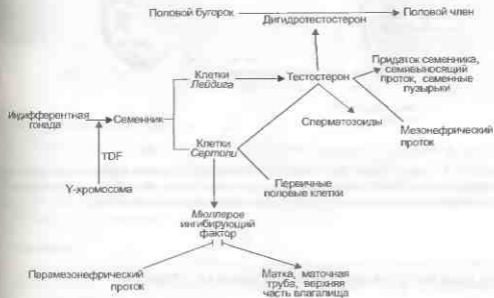 Половой бугорок
Дигидротестостерон
Половой член
Клетки
Лейдига
Тестостерон
Придаток семенника,
семявыносящий
проток, семенные
пузырьки
Индифферентная
гонада
Семенник
Сперматозоиды
Мезонефрический
проток
TDF
Клетки
Сертоли
Y-хромосома
Первичные
половые клетки
Мюллеров
ингибирующий
фактор
Парамезонефрический
проток
Матка, маточная
труба, верхняя
часть влагалища